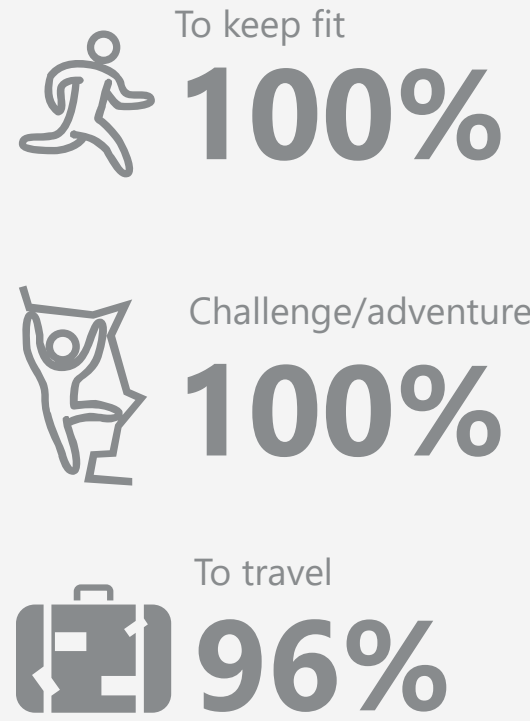 To keep fit
100%
Challenge/adventure
100%
To travel
96%